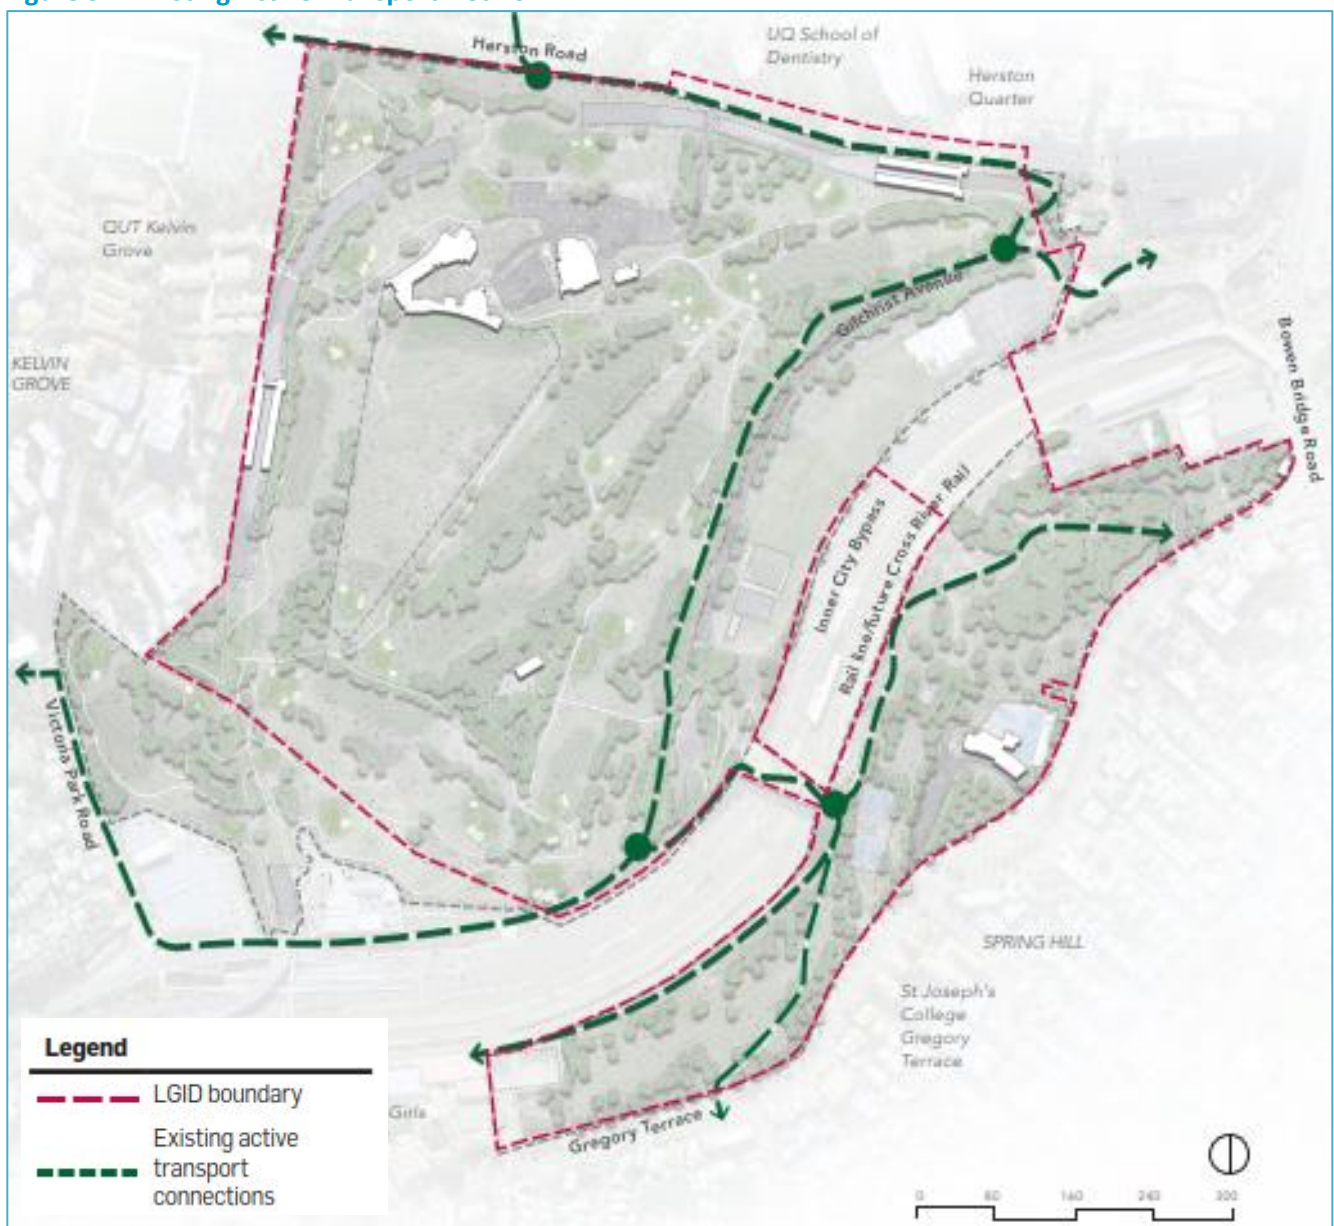 Herston Road
UQ School of
Dentistry
Herston
Quarter
QUT Kelvin
Grove
Gilchrist Avenue
KELVIN
GROVE
Bowen Bridge Road
Inner City Bypass
Rail line/future Cross River Rail
Victoria Park Road
SPRING HILL
St Joseph's
College
Gregory
Terrace
Girls
Gregory Terrace
Legend
LGID boundary
Existing active
transport
connections
0 80 160 240 300